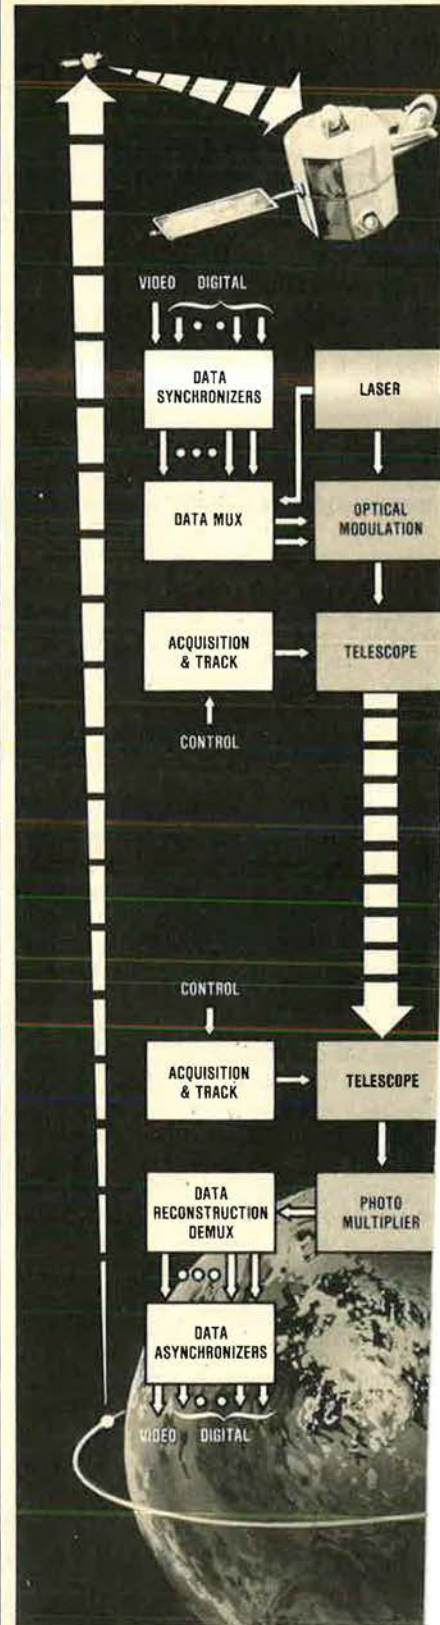 VIDEO DIGITAL
DATA
SYNCHRONIZERS
LASER
DATA MUX
OPTICAL
MODULATION
ACQUISITION
& TRACK
TELESCOPE
CONTROL
CONTROL
ACQUISITION
& TRACK
TELESCOPE
DATA
RECONSTRUCTION
DEMUX
PHOTO
MULTIPLIER
DATA
ASYNCHRONIZERS
VIDEO DIGITAL